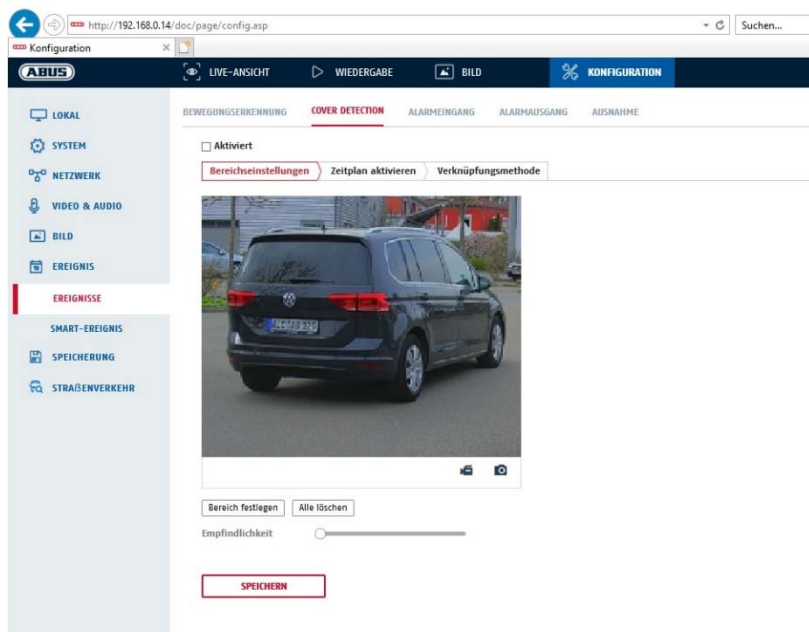 http://192.168.0.14/doc/page/config.asp
Suchen...
Konfiguration
ABUS
LIVE-ANSICHT
WIEDERGABE
BILD
KONFIGURATION
LOKAL
SYSTEM
NETZWERK
VIDEO & AUDIO
BILD
EREIGNIS
EREIGNISSE
SMART-EREIGNIS
SPEICHERUNG
STRAßENVERKEHR
BEWEGUNGSERKENNUNG
COVER DETECTION
ALARMEINGANG
ALARMAUSGANG
AUSNAHME
Aktiviert
Bereichseinstellungen
Zeitplan aktivieren
Verknüpfungsmethode
Bereich festlegen
Alle löschen
Empfindlichkeit
SPEICHERN